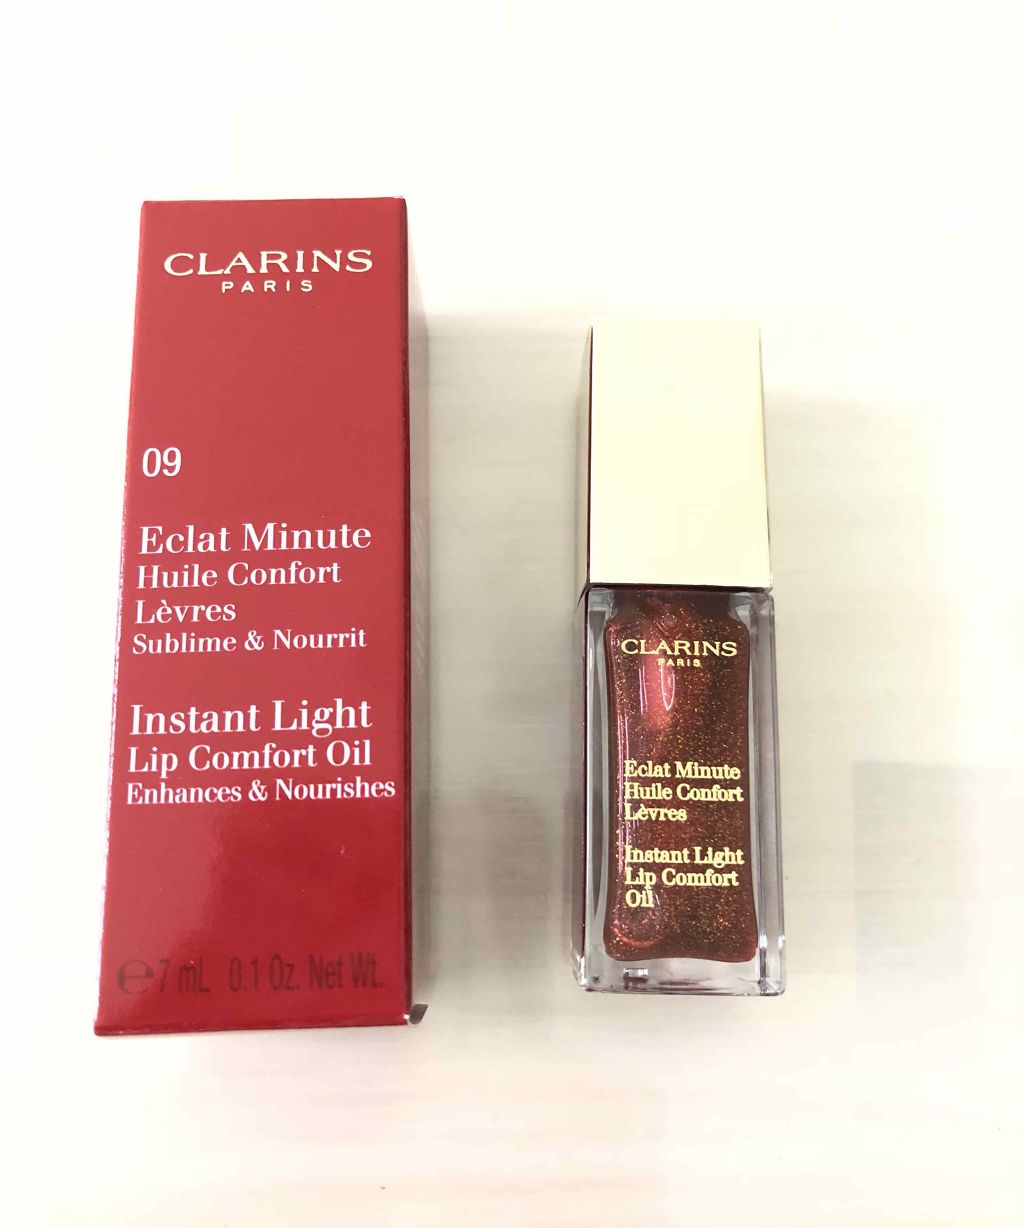 CLARINS
PARIS
09
Eclat Minute
Huile Confort
Lèvres
Sublime & Nourrit
Instant Light
Lip Comfort Oil
Enhances & Nourishes
℮ 7 mL 0.1 Oz. Net Wt.
CLARINS
PARIS
Eclat Minute
Huile Confort
Lèvres
Instant Light
Lip Comfort
Oil